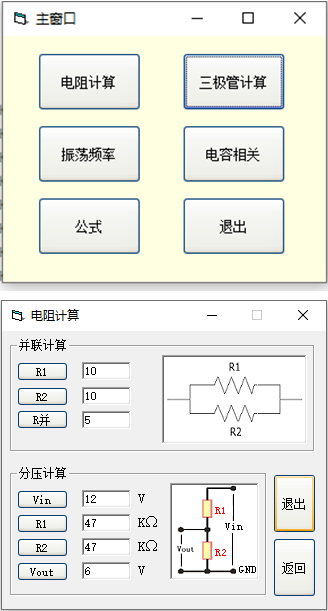 主窗口
电阻计算 三极管计算
振荡频率 电容相关
公式 退出
电阻计算
并联计算
R1 10
R2 10
R并 5
R1
R2
分压计算
Vin 12 V
R1 47 KΩ
R2 47 KΩ
Vout 6 V
R1
Vin
Vout
R2
GND
退出
返回